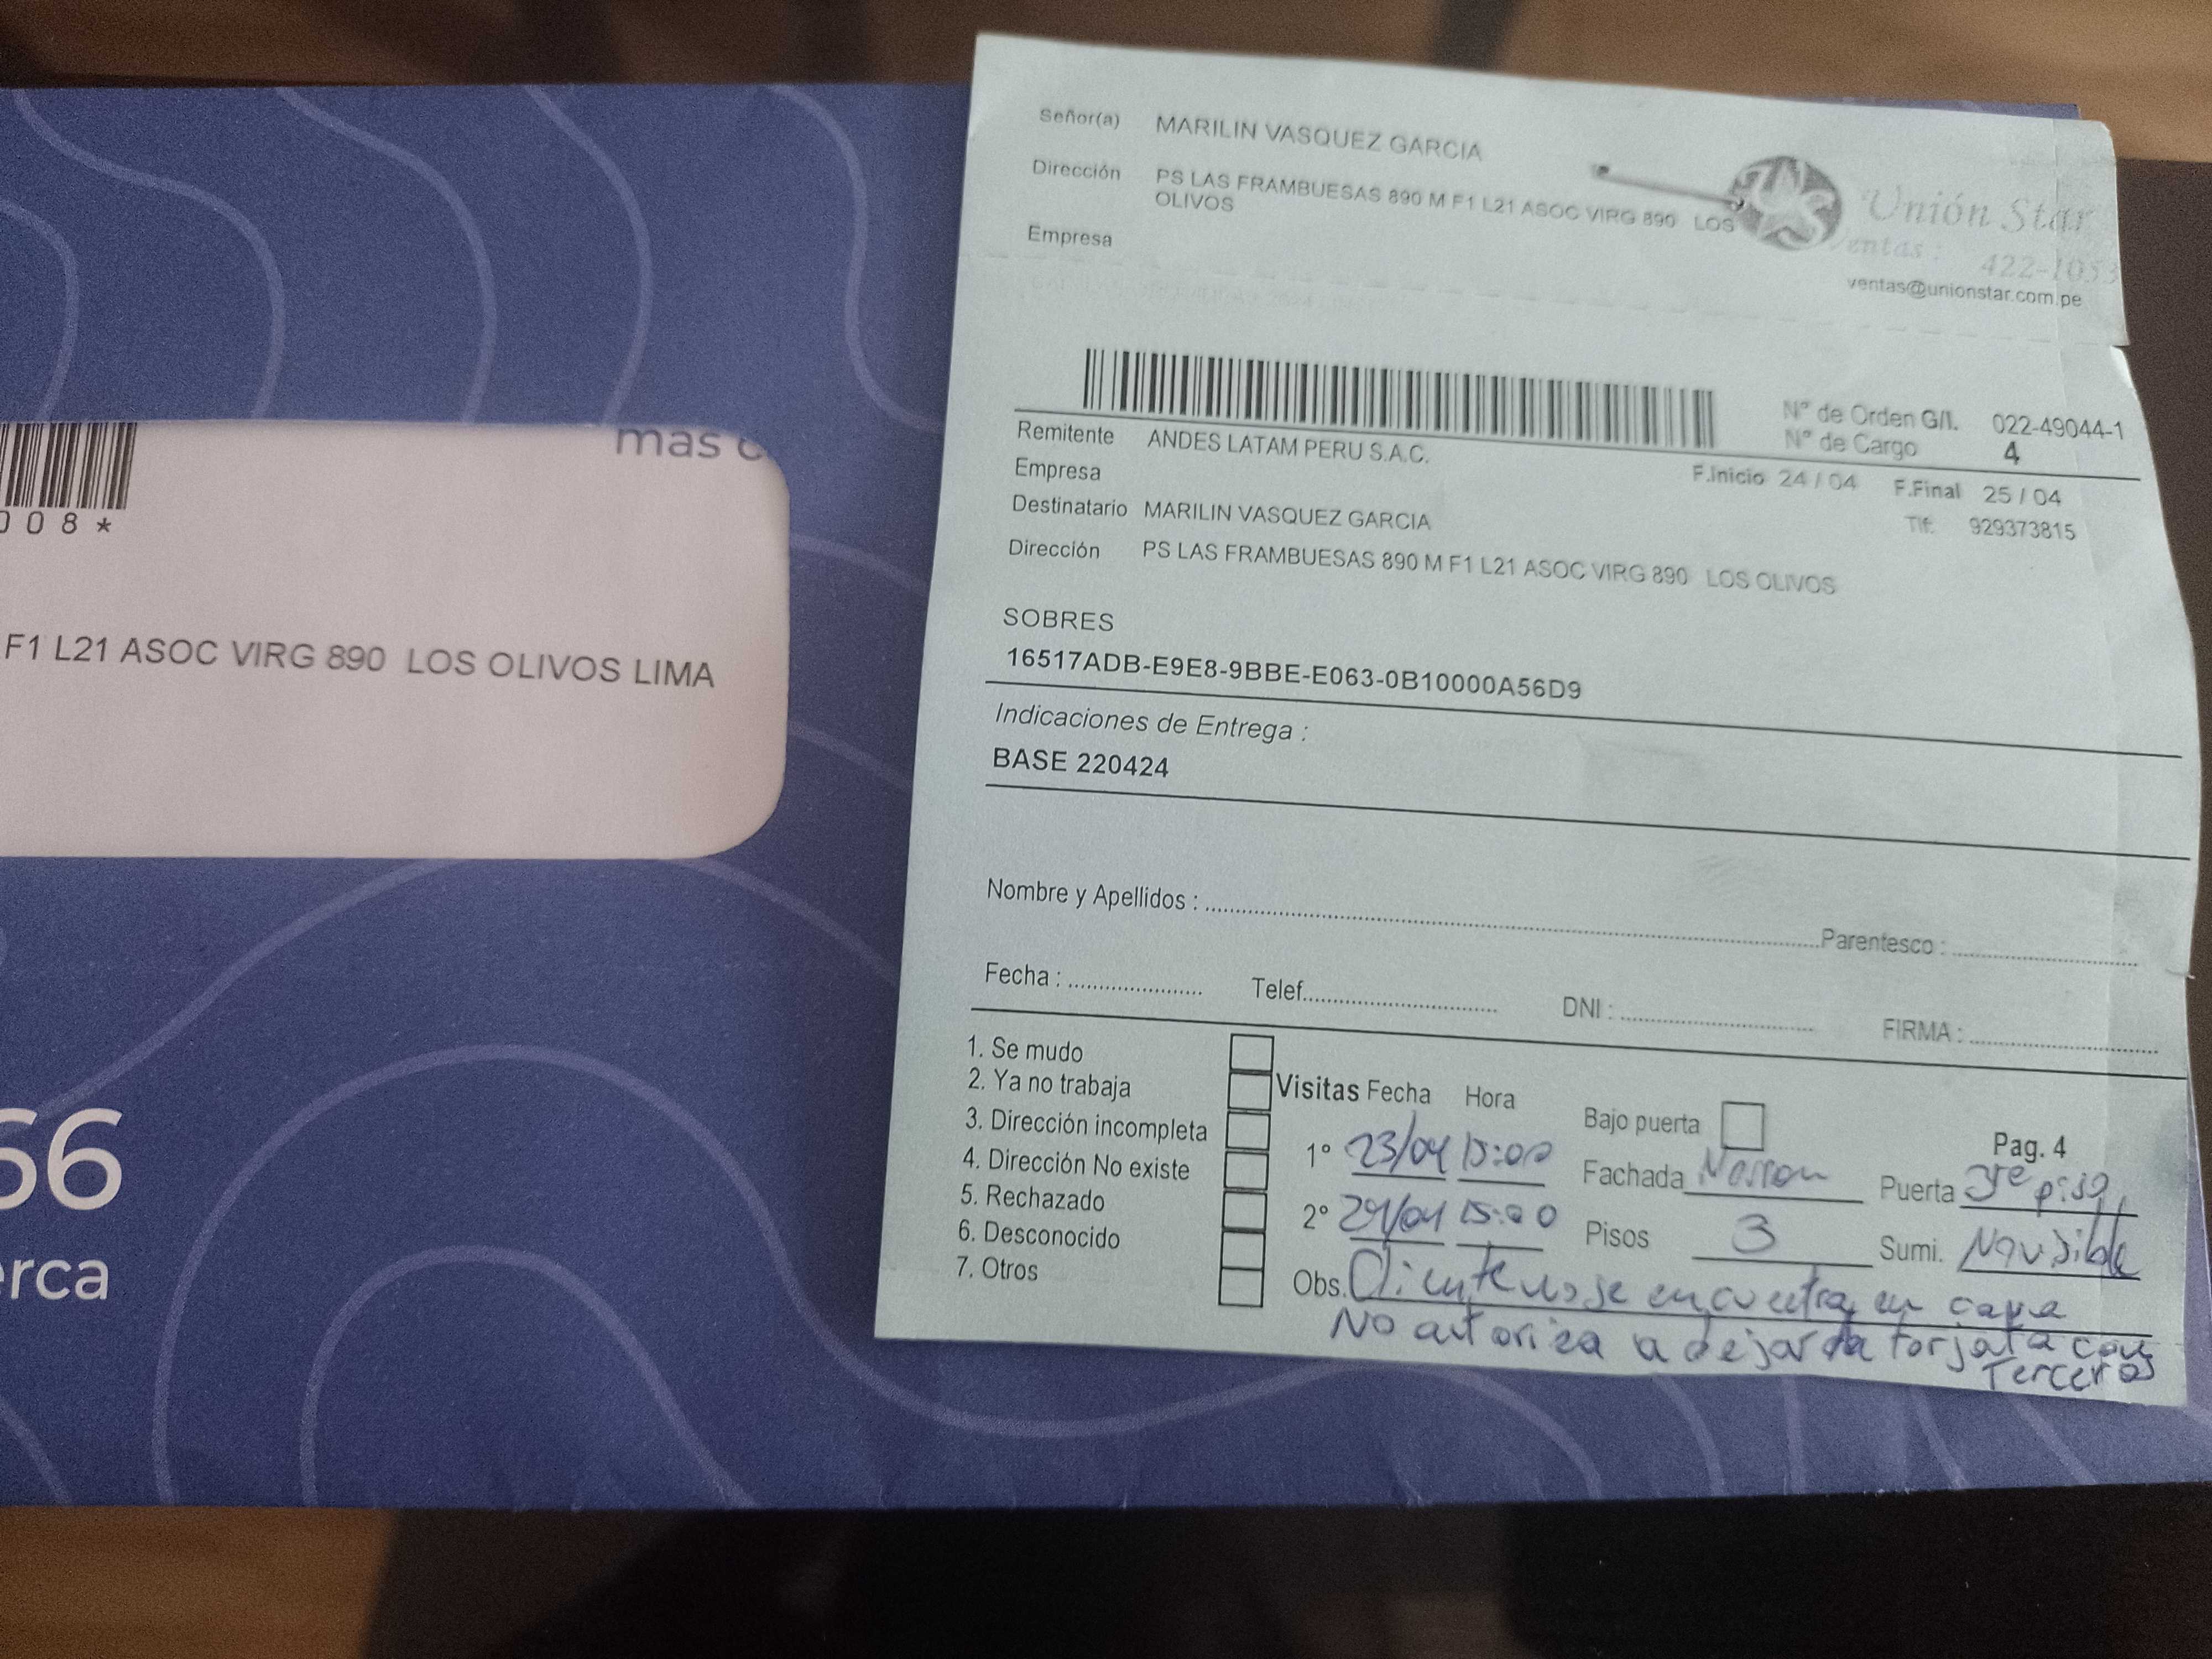 mas c
0 0 8 *
F1 L21 ASOC VIRG 890 LOS OLIVOS LIMA
66
erca
Señor(a) MARILIN VASQUEZ GARCIA
Dirección PS LAS FRAMBUESAS 890 M F1 L21 ASOC VIRG 890 LOS
OLIVOS
Empresa
Unión Star
Ventas : 422-1053
ventas@unionstar.com.pe
N° de Orden G/I. 022-49044-1
N° de Cargo 4
Remitente ANDES LATAM PERU S.A.C.
Empresa F.Inicio 24 / 04 F.Final 25 / 04
Destinatario MARILIN VASQUEZ GARCIA Tlf: 929373815
Dirección PS LAS FRAMBUESAS 890 M F1 L21 ASOC VIRG 890 LOS OLIVOS
SOBRES
16517ADB-E9E8-9BBE-E063-0B10000A56D9
Indicaciones de Entrega :
BASE 220424
Nombre y Apellidos : Parentesco :
Fecha : Telef. DNI : FIRMA :
1. Se mudo
2. Ya no trabaja
3. Dirección incompleta
4. Dirección No existe
5. Rechazado
6. Desconocido
7. Otros
Visitas Fecha Hora Bajo puerta Pag. 4
1° 23/04 15:00 Fachada Puerta 3re piso
2° 24/04 15:00 Pisos 3 Sumi. No visible
Obs. Cliente no se encuentra en
No autoriza a dejar tarjeta con
Terceros